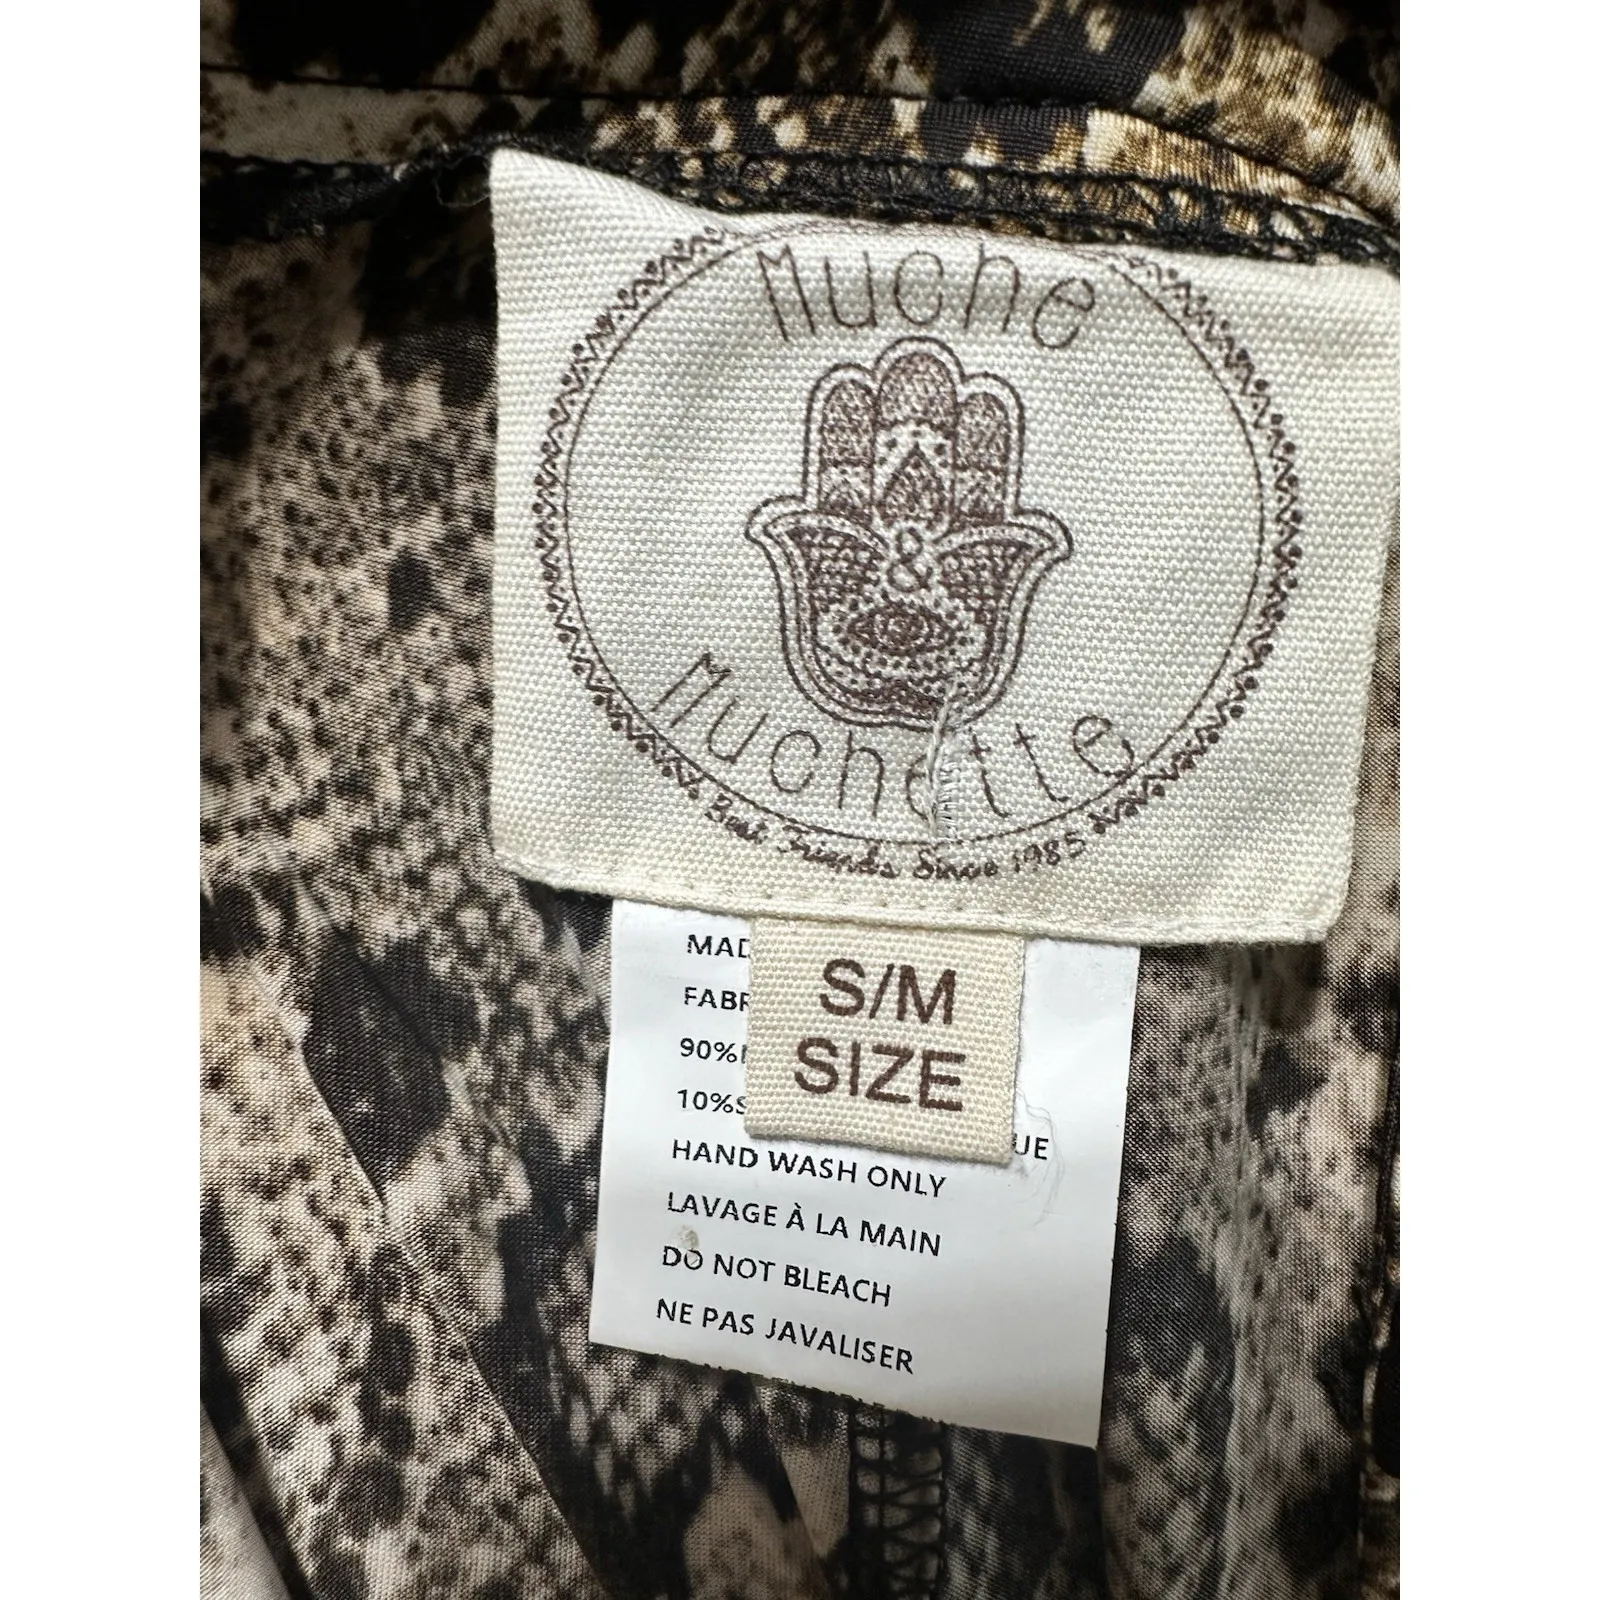 Muche
&
Muchette
Best Friends Since 1985
S/M
SIZE
MAD
FABR
90%
10%S
UE
HAND WASH ONLY
LAVAGE À LA MAIN
DO NOT BLEACH
NE PAS JAVALISER